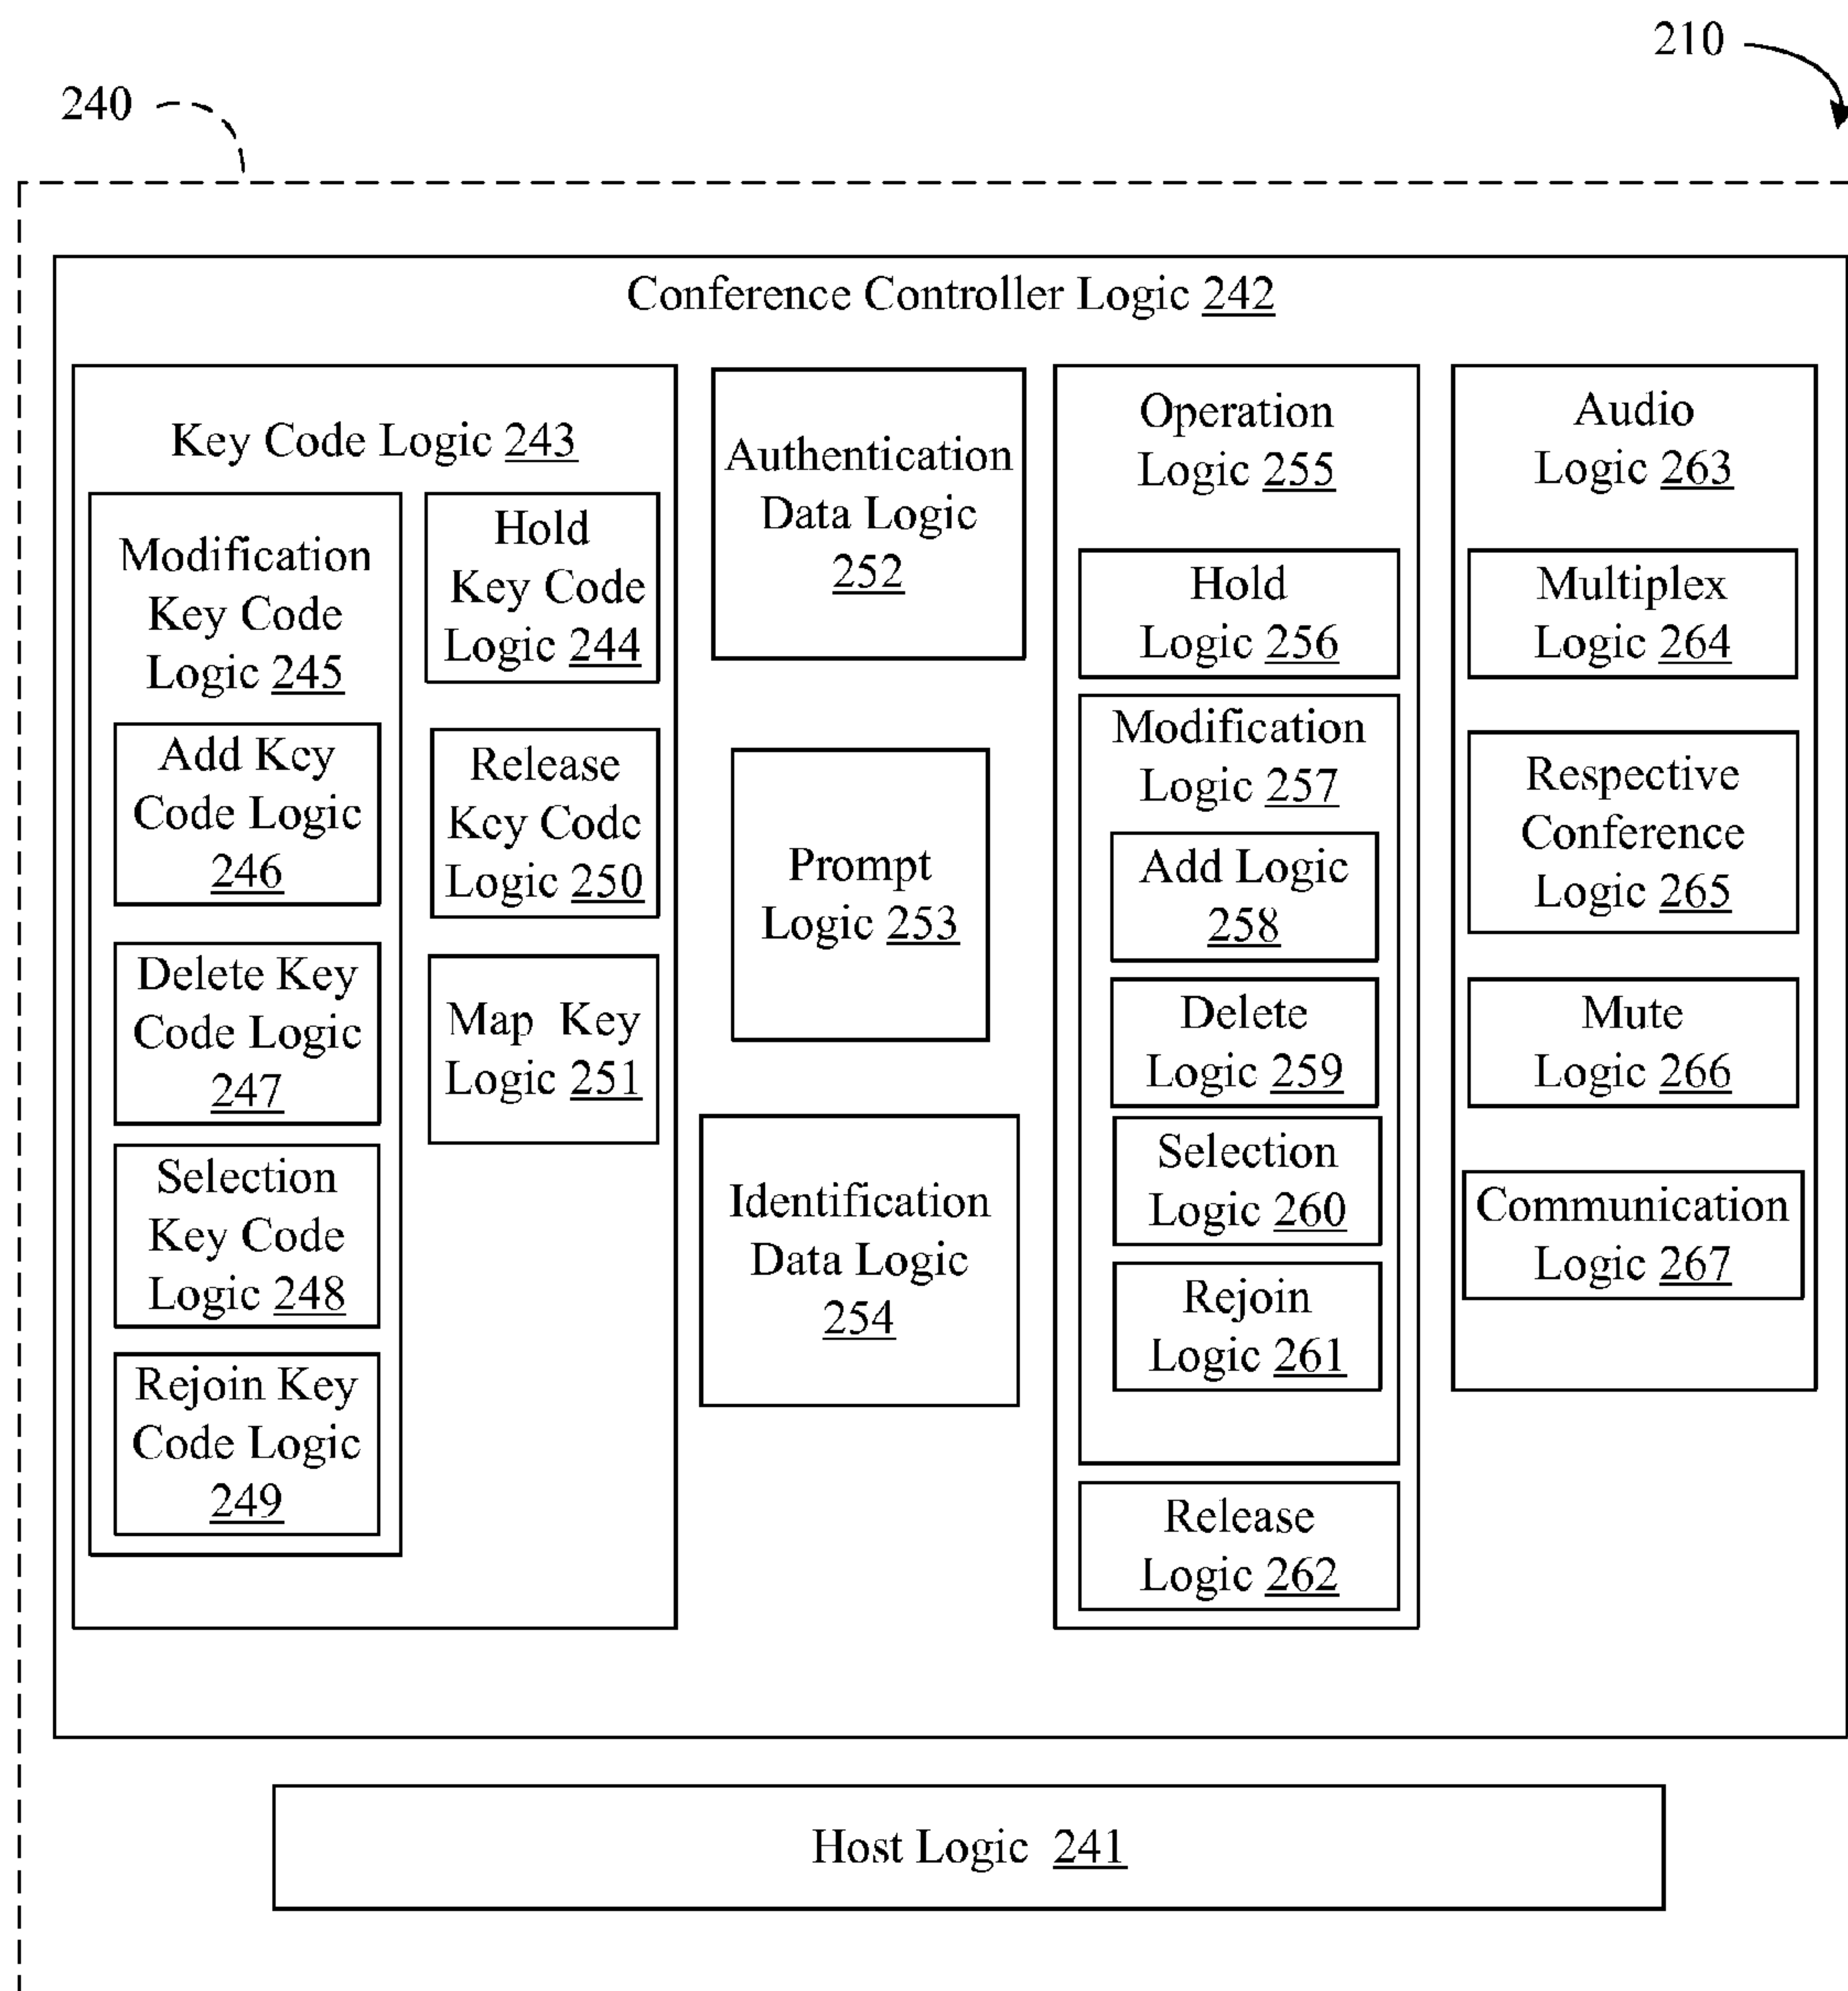 210
240
Conference Controller Logic 242
Key Code Logic 243
Modification
Key Code
Logic 245
Add Key
Code Logic
246
Delete Key
Code Logic
247
Selection
Key Code
Logic 248
Rejoin Key
Code Logic
249
Hold
Key Code
Logic 244
Release
Key Code
Logic 250
Map Key
Logic 251
Authentication
Data Logic
252
Prompt
Logic 253
Identification
Data Logic
254
Operation
Logic 255
Hold
Logic 256
Modification
Logic 257
Add Logic
258
Delete
Logic 259
Selection
Logic 260
Rejoin
Logic 261
Release
Logic 262
Audio
Logic 263
Multiplex
Logic 264
Respective
Conference
Logic 265
Mute
Logic 266
Communication
Logic 267
Host Logic 241